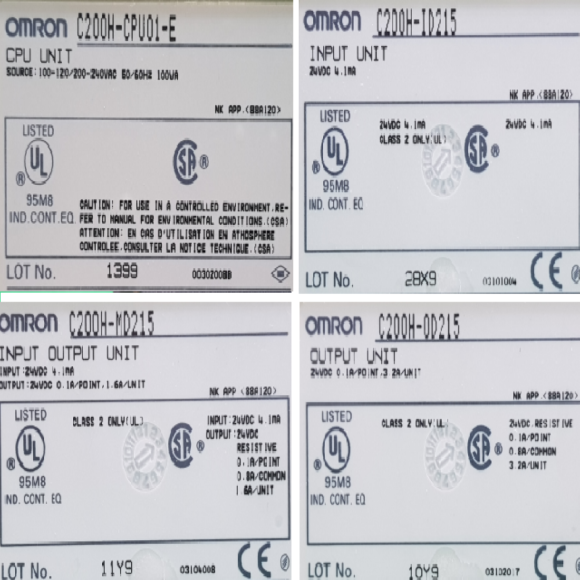 OMRON C200H-CPU01-E
CPU UNIT
SOURCE: 100-120/200-240VAC 50/60Hz 100VA
NK APP.<88A120>
LISTED
UL
®
95M8
IND.CONT.EQ
SA ®
CAUTION: FOR USE IN A CONTROLLED ENVIRONMENT.RE-
FER TO MANUAL FOR ENVIRONMENTAL CONDITIONS.(CSA)
ATTENTION: EN CAS D'UTILISATION EN ATMOSPHERE
CONTROLEE.CONSULTER LA NOTICE TECHNIQUE.(CSA)
LOT No. 1399 0030200BB
OMRON C200H-ID215
INPUT UNIT
24VDC 4.1mA
NK APP.<88A120>
LISTED
UL
®
95M8
IND. CONT. EQ
24VDC 4.1mA
CLASS 2 ONLY(UL)
SA ®
24VDC 4.1mA
LOT No. 28X9 CE
OMRON C200H-MD215
INPUT OUTPUT UNIT
INPUT:24VDC 4.1mA
OUTPUT:24VDC 0.1A/POINT,1.6A/UNIT
NK APP <88A120>
LISTED
UL
®
95M8
IND. CONT. EQ
CLASS 2 ONLY(UL)
SA ®
INPUT:24VDC 4.1mA
OUTPUT:24VDC
RESISTIVE
0.1A/POINT
0.8A/COMMON
1.6A/UNIT
LOT No. 11Y9 CE
OMRON C200H-OD215
OUTPUT UNIT
24VDC 0.1A/POINT,3.2A/UNIT
NK APP <88A120>
LISTED
UL
®
95M8
IND. CONT. EQ
CLASS 2 ONLY(UL)
SA ®
24VDC.RESISTIVE
0.1A/POINT
0.8A/COMMON
3.2A/UNIT
LOT No. 10Y9 CE